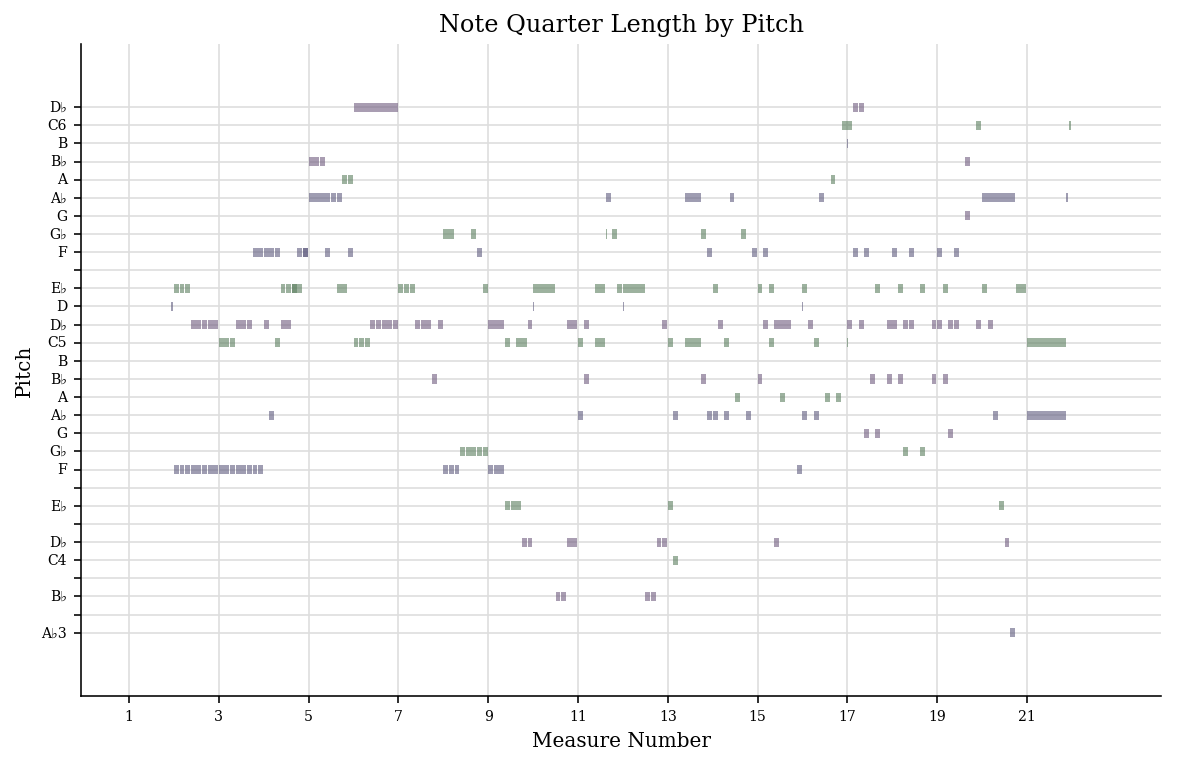 Note Quarter Length by Pitch
D♭
C6
B
B♭
A
A♭
G
G♭
F
E♭
D
D♭
C5
B
B♭
A
A♭
G
G♭
F
E♭
D♭
C4
B♭
A♭3
Pitch
1 3 5 7 9 11 13 15 17 19 21
Measure Number